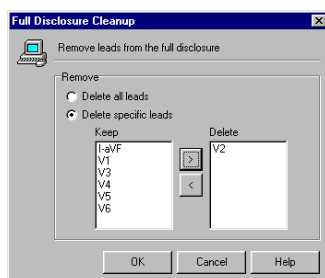 Full Disclosure Cleanup
Remove leads from the full disclosure
Remove
Delete all leads
Delete specific leads
Keep Delete
I-aVF V2
V1
V3
V4
V5
V6
>
<
OK Cancel Help